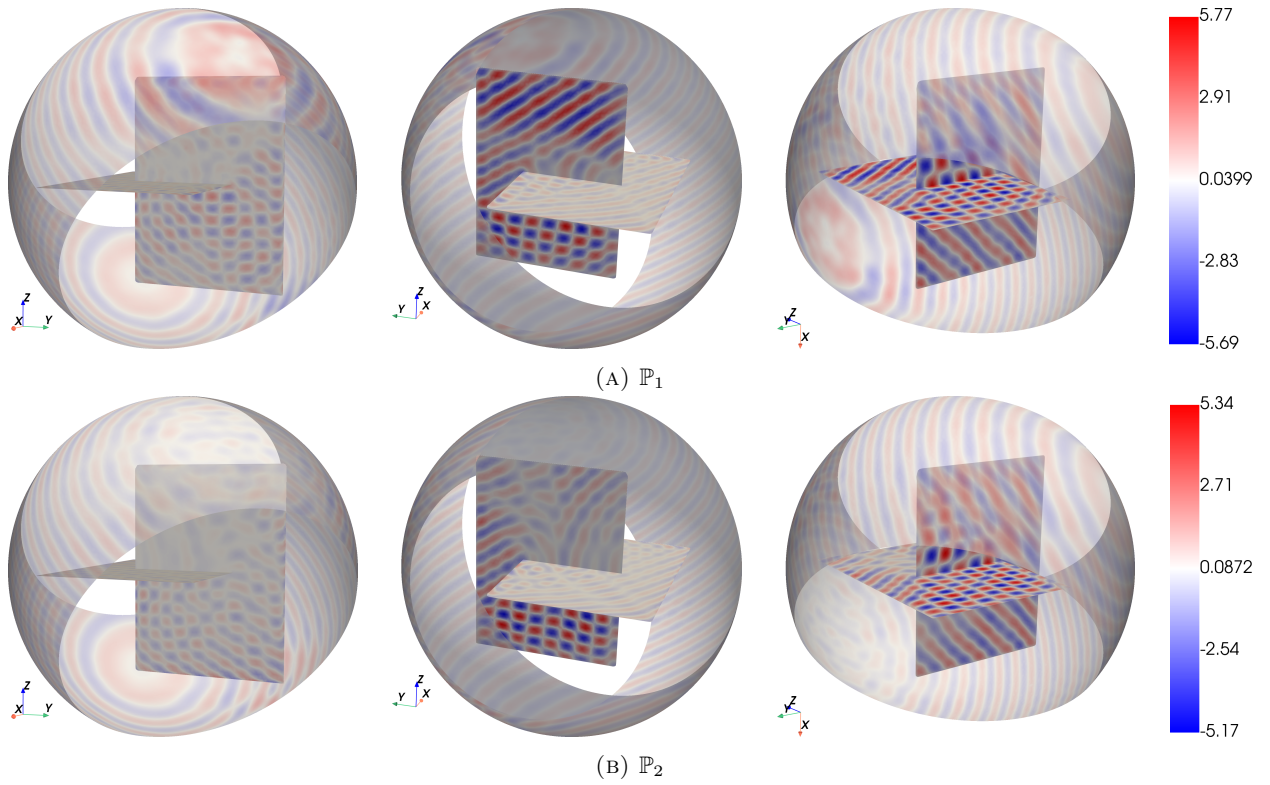 5.77
2.91
0.0399
-2.83
-5.69
Z
X Y
Z
Y X
Z
Y
X
(A) ℙ₁
5.34
2.71
0.0872
-2.54
-5.17
Z
X Y
Z
Y X
Z
Y
X
(B) ℙ₂